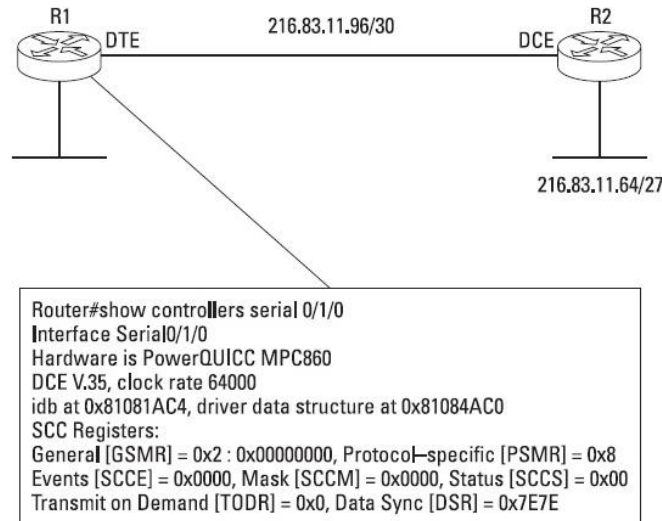 R1
R2
DTE
216.83.11.96/30
DCE
216.83.11.64/27
Router#show controllers serial 0/1/0
Interface Serial0/1/0
Hardware is PowerQUICC MPC860
DCE V.35, clock rate 64000
idb at 0x81081AC4, driver data structure at 0x81084AC0
SCC Registers:
General [GSMR] = 0x2 : 0x00000000, Protocol–specific [PSMR] = 0x8
Events [SCCE] = 0x0000, Mask [SCCM] = 0x0000, Status [SCCS] = 0x00
Transmit on Demand [TODR] = 0x0, Data Sync [DSR] = 0x7E7E